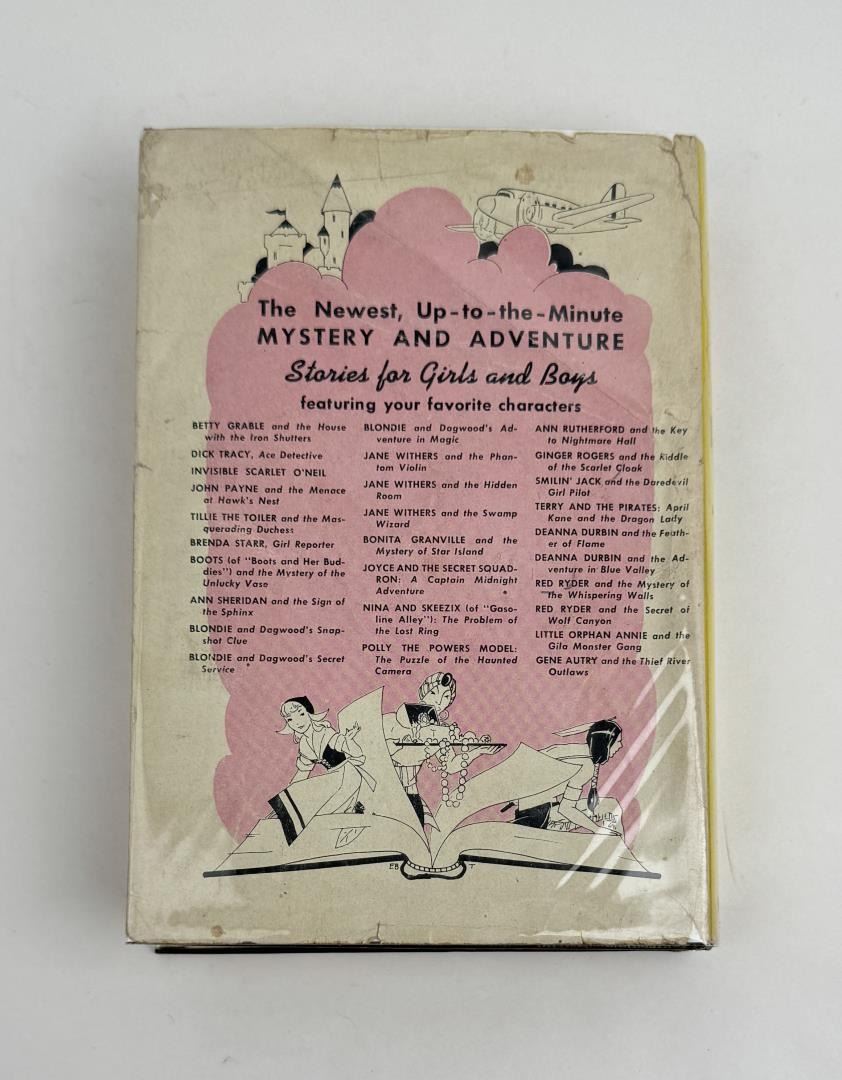 The Newest, Up-to-the-Minute
MYSTERY AND ADVENTURE
Stories for Girls and Boys
featuring your favorite characters
BETTY GRABLE and the House
with the Iron Shutters
DICK TRACY, Ace Detective
INVISIBLE SCARLET O'NEIL
JOHN PAYNE and the Menace
at Hawk's Nest
TILLIE THE TOILER and the Mas-
querading Duchess
BRENDA STARR, Girl Reporter
BOOTS (of "Boots and Her Bud-
dies") and the Mystery of the
Unlucky Vase
ANN SHERIDAN and the Sign of
the Sphinx
BLONDIE and Dagwood's Snap-
shot Clue
BLONDIE and Dagwood's Secret
Service
BLONDIE and Dagwood's Ad-
venture in Magic
JANE WITHERS and the Phan-
tom Violin
JANE WITHERS and the Hidden
Room
JANE WITHERS and the Swamp
Wizard
BONITA GRANVILLE and the
Mystery of Star Island
JOYCE AND THE SECRET SQUAD-
RON: A Captain Midnight
Adventure
NINA AND SKEEZIX (of "Gaso-
line Alley"): The Problem of
the Lost Ring
POLLY THE POWERS MODEL:
The Puzzle of the Haunted
Camera
ANN RUTHERFORD and the Key
to Nightmare Hall
GINGER ROGERS and the Riddle
of the Scarlet Cloak
SMILIN' JACK and the Daredevil
Girl Pilot
TERRY AND THE PIRATES: April
Kane and the Dragon Lady
DEANNA DURBIN and the Feath-
er of Flame
DEANNA DURBIN and the Ad-
venture in Blue Valley
RED RYDER and the Mystery of
the Whispering Walls
RED RYDER and the Secret of
Wolf Canyon
LITTLE ORPHAN ANNIE and the
Gila Monster Gang
GENE AUTRY and the Thief River
Outlaws
EB T